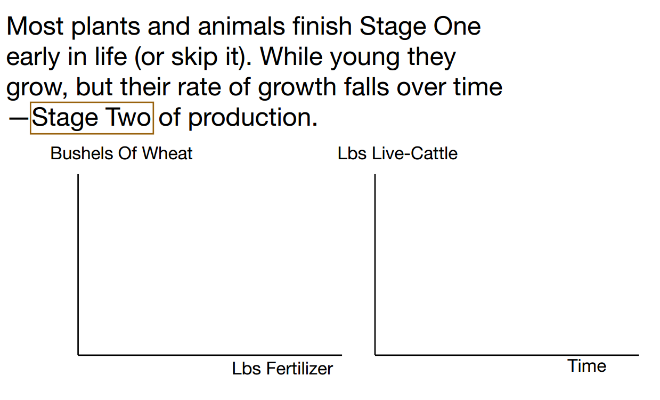 Most plants and animals finish Stage One
early in life (or skip it). While young they
grow, but their rate of growth falls over time
—Stage Two of production.
Bushels Of Wheat
Lbs Live-Cattle
Lbs Fertilizer
Time